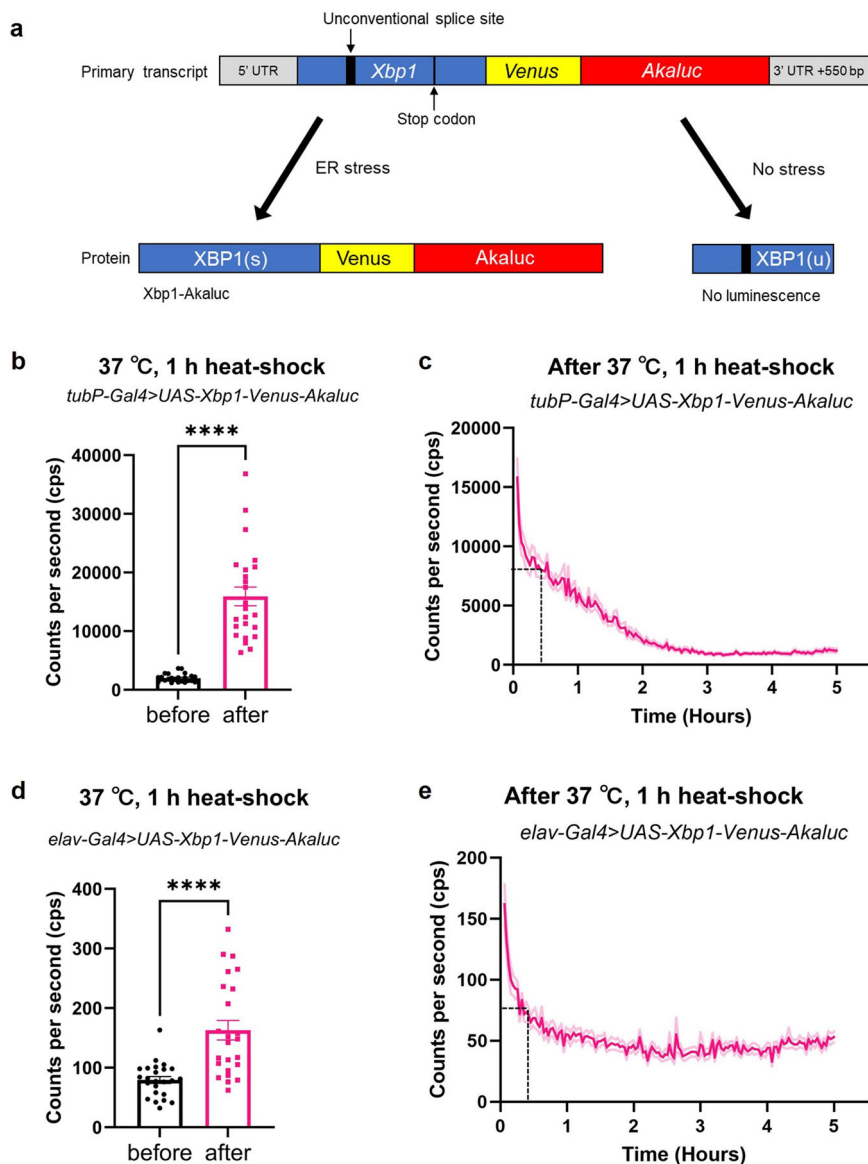 a
Unconventional splice site
Primary transcript
5’ UTR
Xbp1
Venus
Akaluc
3’ UTR +550 bp
Stop codon
ER stress
No stress
Protein
XBP1(s)
Venus
Akaluc
XBP1(u)
Xbp1-Akaluc
No luminescence
b
37 ℃, 1 h heat-shock
tubP-Gal4>UAS-Xbp1-Venus-Akaluc
****
Counts per second (cps)
40000
30000
20000
10000
0
before
after
c
After 37 ℃, 1 h heat-shock
tubP-Gal4>UAS-Xbp1-Venus-Akaluc
Counts per second (cps)
20000
15000
10000
5000
0
0 1 2 3 4 5
Time (Hours)
d
37 ℃, 1 h heat-shock
elav-Gal4>UAS-Xbp1-Venus-Akaluc
****
Counts per second (cps)
400
300
200
100
0
before
after
e
After 37 ℃, 1 h heat-shock
elav-Gal4>UAS-Xbp1-Venus-Akaluc
Counts per second (cps)
200
150
100
50
0
0 1 2 3 4 5
Time (Hours)